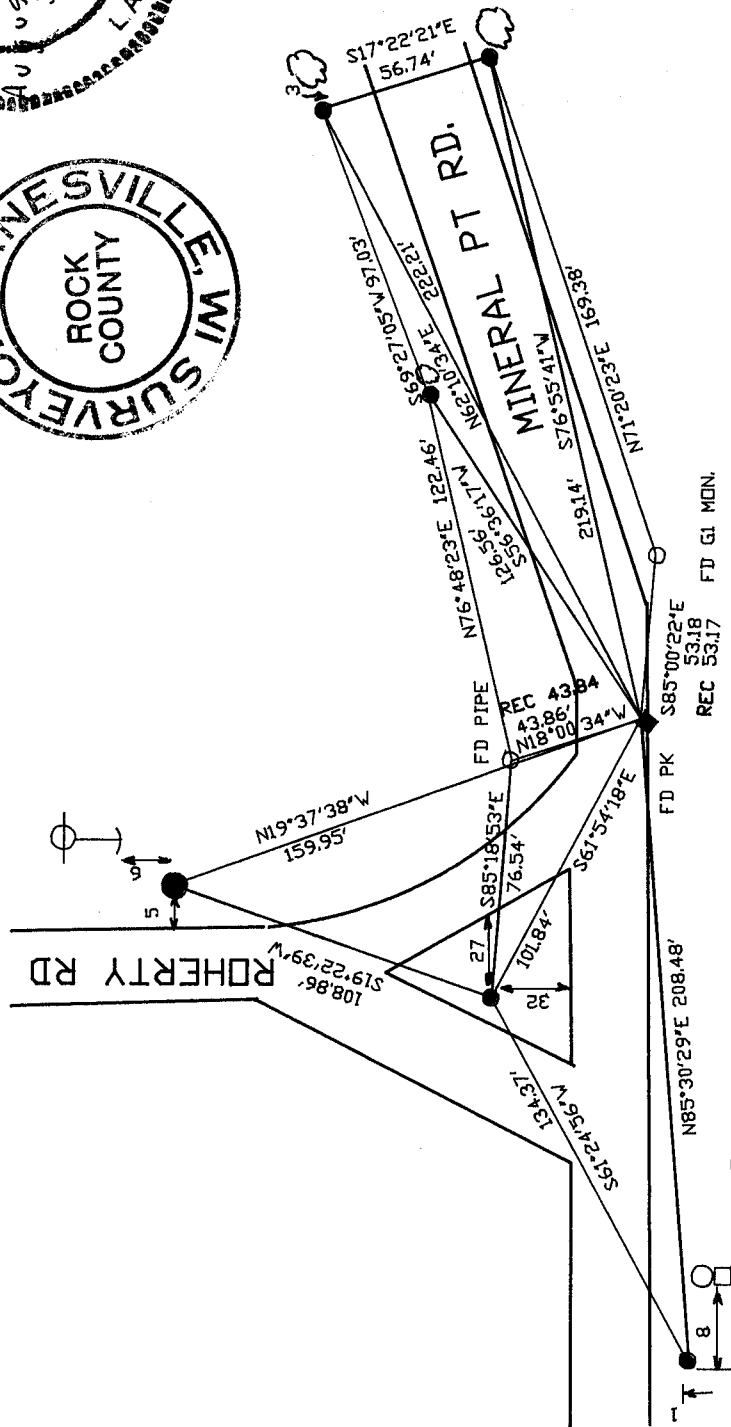 NESVILLE, WI SURVEYO
ROCK
COUNTY
LA
S17°22'21"E
56.74'
3
S69°27'05"W 97.03'
222.21'
N62°10'34"E
MINERAL PT RD.
N76°48'23"E 122.46'
S56°36'17"W
126.56'
S76°55'41"W
219.14'
N71°20'23"E 169.38'
FD PIPE
REC 43.84
43.86'
N18°00'34"W
S85°00'22"E
53.18
REC 53.17
FD G1 MON.
FD PK
N19°37'38"W
159.95'
9
5
ROHERTY RD
S19°22'39"W
108.86'
S85°18'53"E
76.54'
27
32
S61°54'18"E
101.84'
S61°24'56"W
134.37'
N85°30'29"E 208.48'
8
1